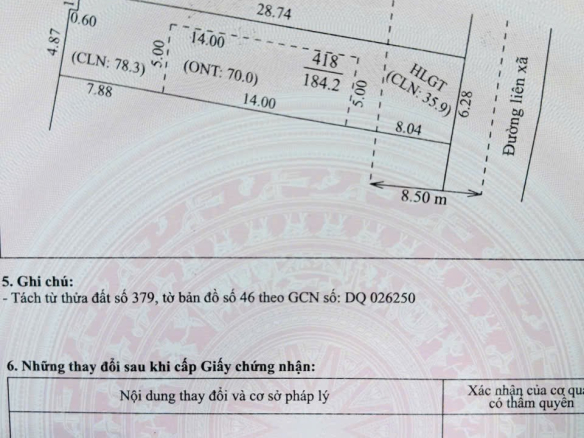 28.74
0.60
4.87
(CLN: 78.3)
5.00
14.00
(ONT: 70.0)
418
184.2
5.00
HLGT
(CLN: 35.9)
6.28
Đường liên xã
7.88
14.00
8.04
8.50 m
5. Ghi chú:
- Tách từ thửa đất số 379, tờ bản đồ số 46 theo GCN số: DQ 026250
6. Những thay đổi sau khi cấp Giấy chứng nhận:
Nội dung thay đổi và cơ sở pháp lý
Xác nhận của cơ qu
có thẩm quyền